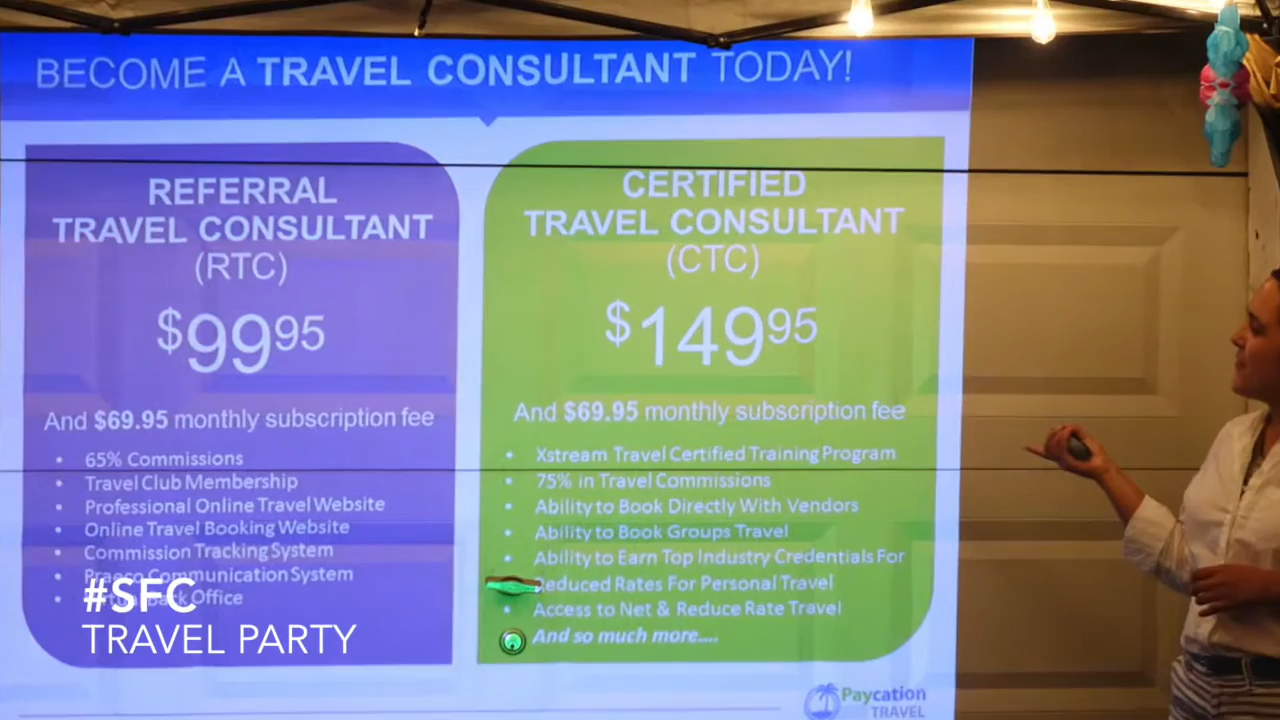 BECOME A TRAVEL CONSULTANT TODAY!
REFERRAL
TRAVEL CONSULTANT
(RTC)
$99 95
And $69.95 monthly subscription fee
• 65% Commissions
• Travel Club Membership
• Professional Online Travel Website
• Online Travel Booking Website
• Commission Tracking System
• Communication System
• Office
CERTIFIED
TRAVEL CONSULTANT
(CTC)
$149 95
And $69.95 monthly subscription fee
• Xstream Travel Certified Training Program
• 75% in Travel Commissions
• Ability to Book Directly With Vendors
• Ability to Book Groups Travel
• Ability to Earn Top Industry Credentials For
Reduced Rates For Personal Travel
• Access to Net & Reduce Rate Travel
And so much more....
#SFC
TRAVEL PARTY
Paycation
TRAVEL